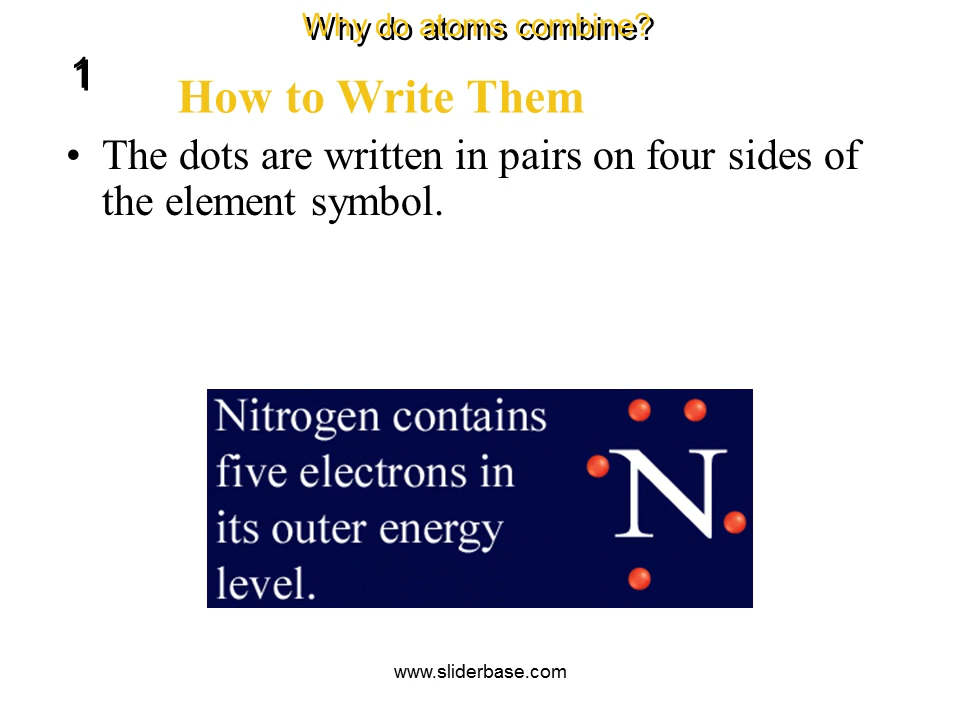 Why do atoms combine?
1
How to Write Them
• The dots are written in pairs on four sides of
the element symbol.
Nitrogen contains
five electrons in
its outer energy
level.
N
www.sliderbase.com